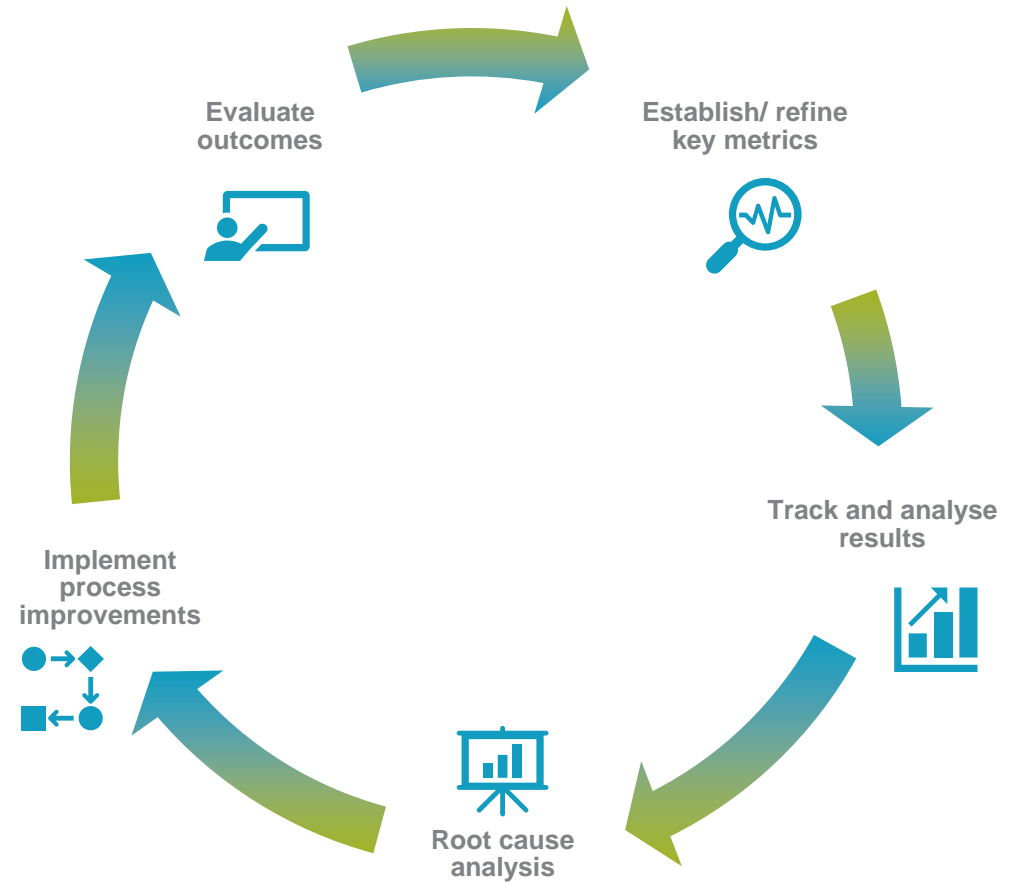 Evaluate
outcomes
Establish/ refine
key metrics
Track and analyse
results
Root cause
analysis
Implement
process
improvements